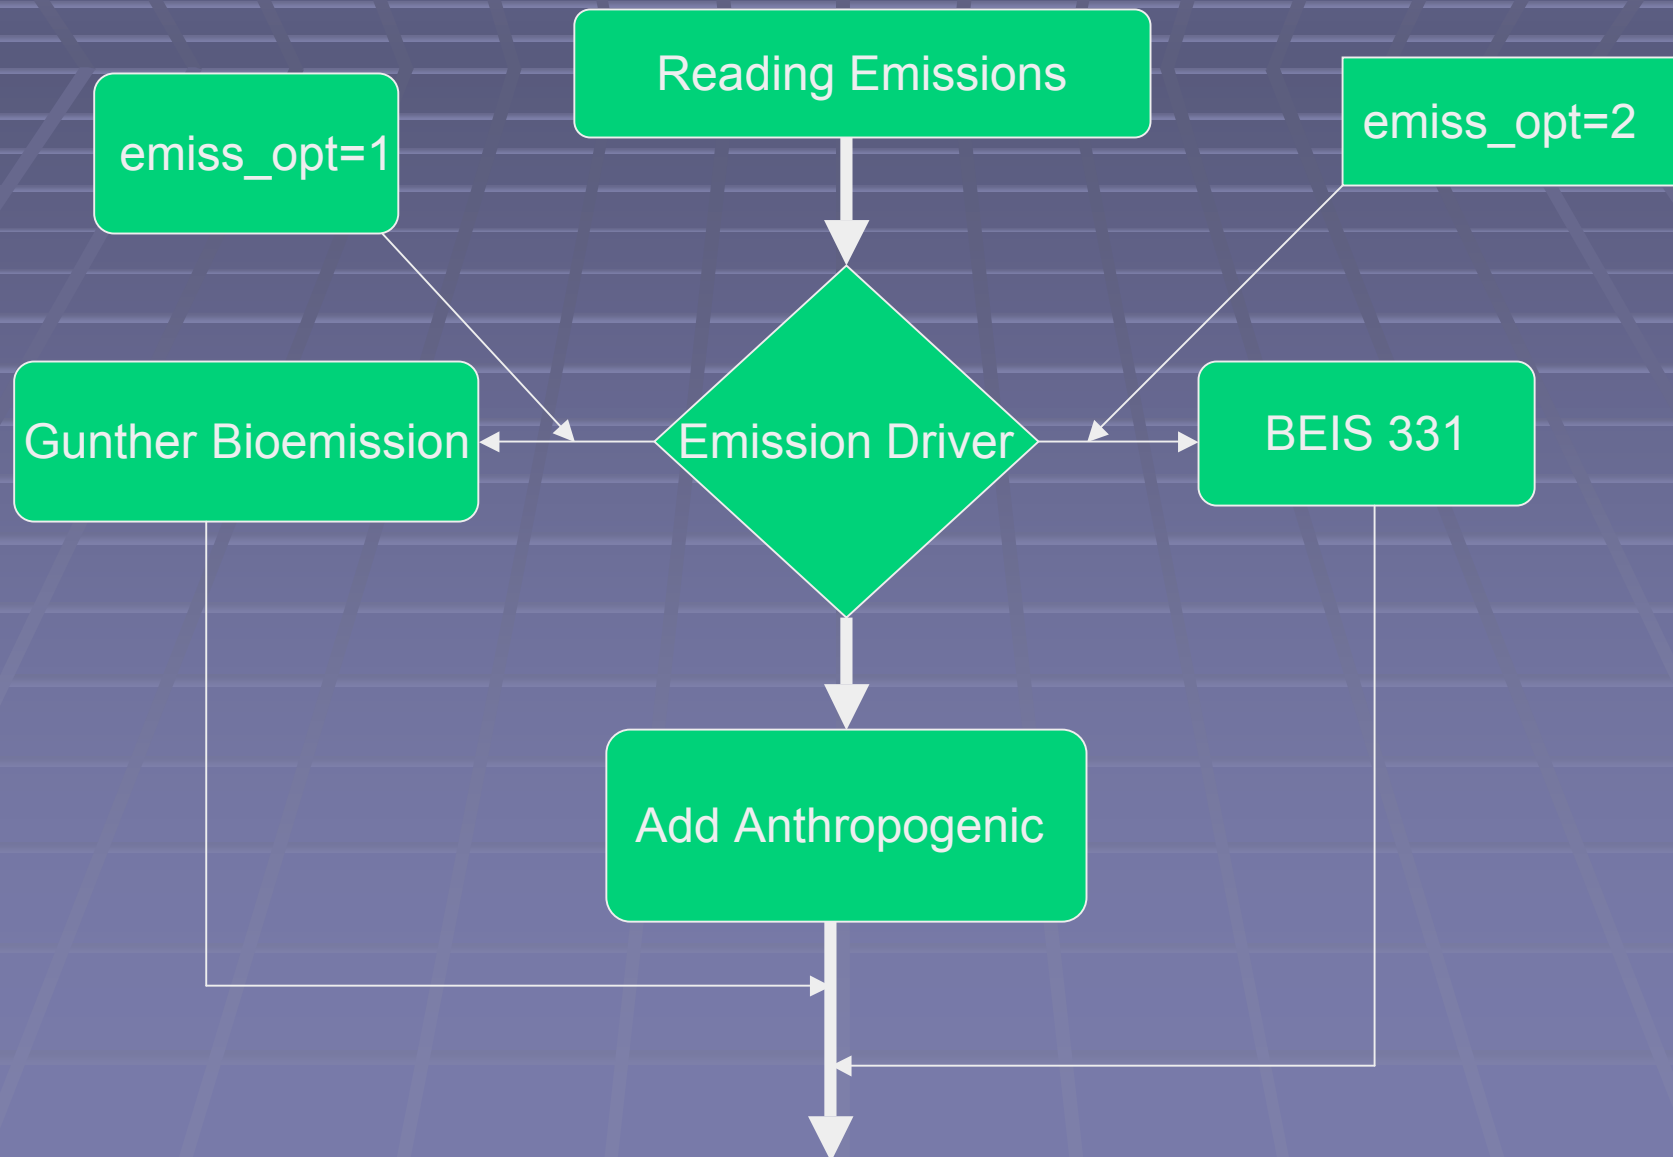 Reading Emissions
emiss_opt=1
emiss_opt=2
Gunther Bioemission
Emission Driver
BEIS 331
Add Anthropogenic